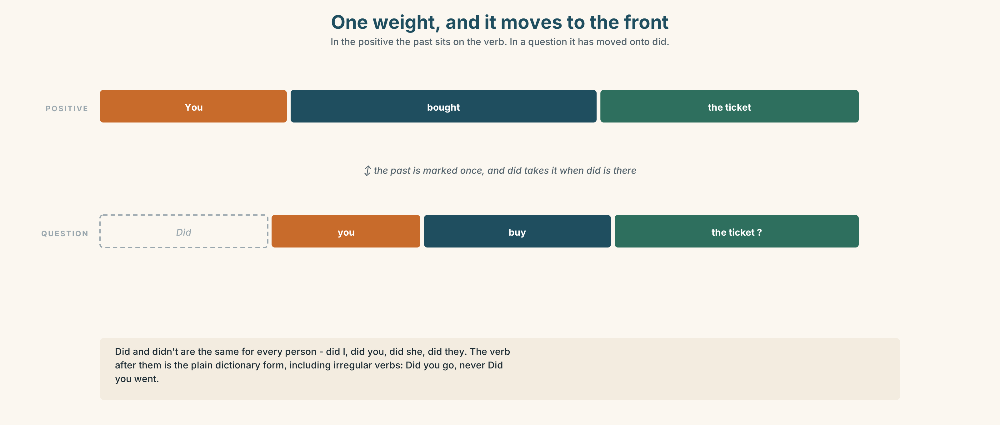 One weight, and it moves to the front
In the positive the past sits on the verb. In a question it has moved onto did.
POSITIVE You bought the ticket
↕ the past is marked once, and did takes it when did is there
QUESTION Did you buy the ticket ?
Did and didn't are the same for every person - did I, did you, did she, did they. The verb
after them is the plain dictionary form, including irregular verbs: Did you go, never Did
you went.